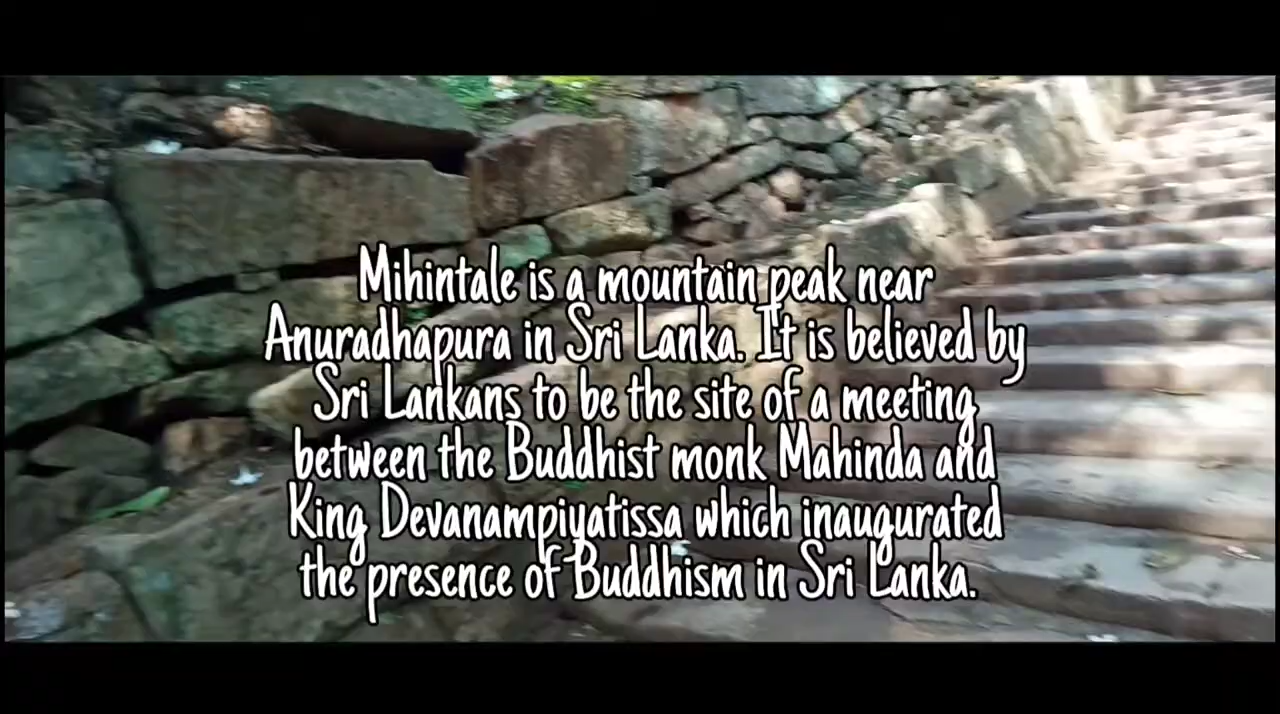 Mihintale is a mountain peak near
Anuradhapura in Sri Lanka. It is believed by
Sri Lankans to be the site of a meeting
between the Buddhist monk Mahinda and
King Devanampiyatissa which inaugurated
the presence of Buddhism in Sri Lanka.